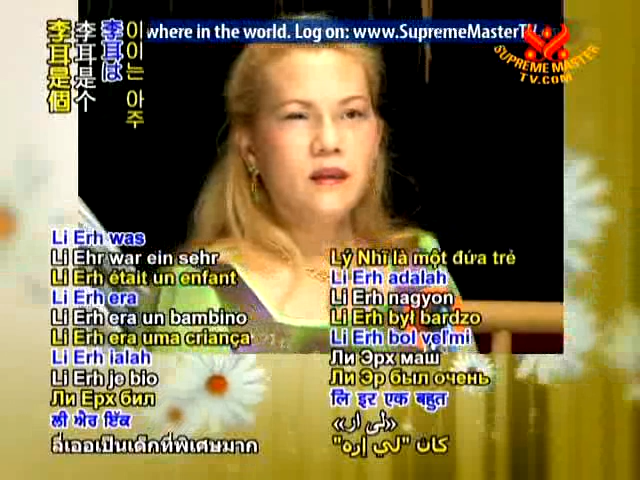 where in the world. Log on: www.SupremeMasterTV.
SUPREME MASTER
TV.COM
李耳是個
李耳是个
李耳は
이이는 아주
Li Erh was
Li Ehr war ein sehr
Li Erh était un enfant
Li Erh era
Li Erh era un bambino
Li Erh era uma criança
Li Erh ialah
Li Erh je bio
Ли Ерх бил
ਲੀ ਐਰ ਇੱਕ
ลี่เออเป็นเด็กที่พิเศษมาก
Lý Nhĩ là một đứa trẻ
Li Erh adalah
Li Erh nagyon
Li Erh był bardzo
Li Erh bol veľmi
Ли Эрх маш
Ли Эр был очень
लि इर एक बहुत
«لی ار»
كان "لي إره"